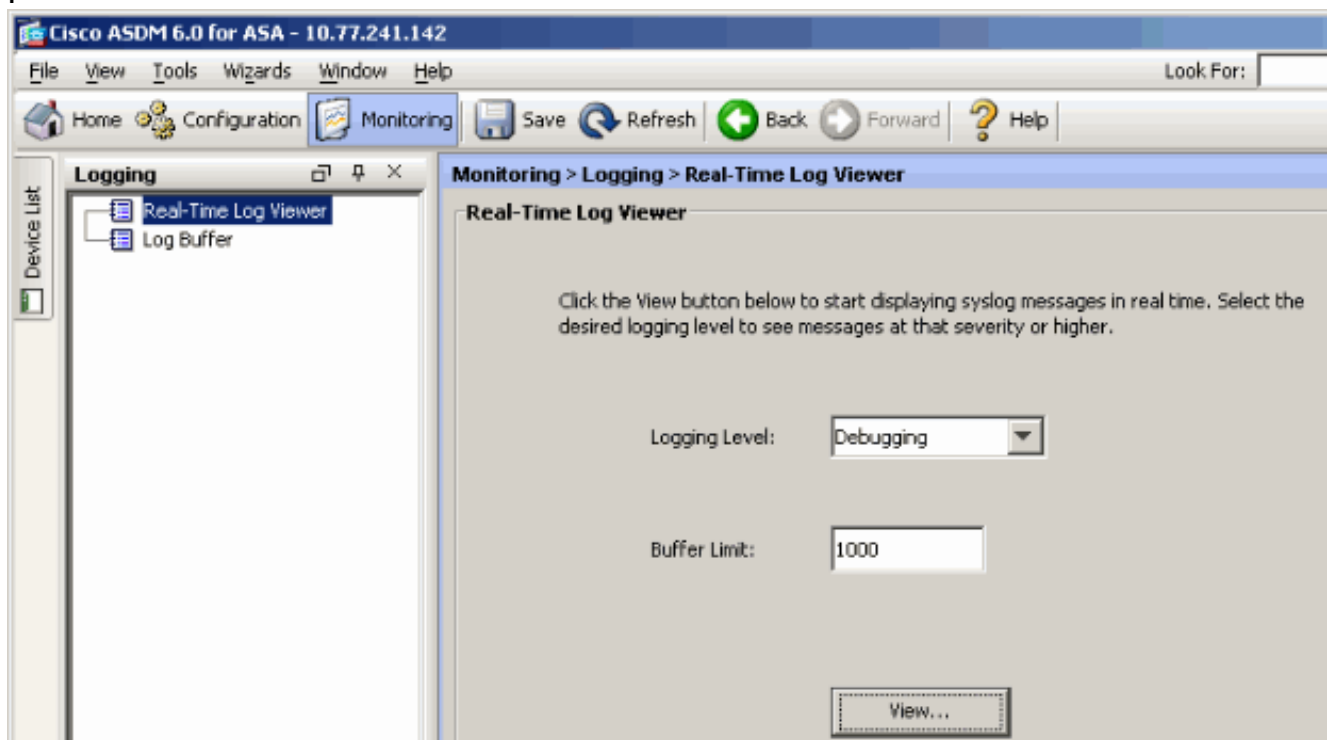 Cisco ASDM 6.0 for ASA - 10.77.241.142
File View Tools Wizards Window Help Look For:
Home Configuration Monitoring Save Refresh Back Forward Help
Device List
Logging
Real-Time Log Viewer
Log Buffer
Monitoring > Logging > Real-Time Log Viewer
Real-Time Log Viewer
Click the View button below to start displaying syslog messages in real time. Select the
desired logging level to see messages at that severity or higher.
Logging Level: Debugging
Buffer Limit: 1000
View...